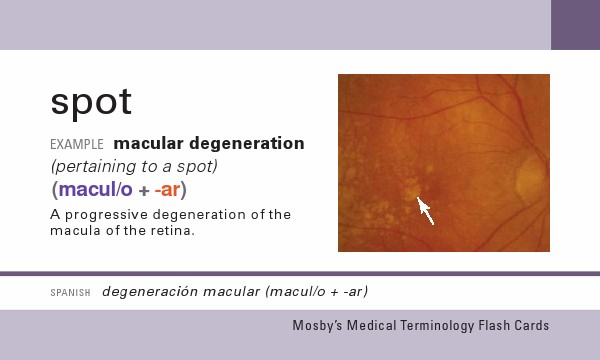 spot
EXAMPLE macular degeneration
(pertaining to a spot)
(macul/o + -ar)
A progressive degeneration of the
macula of the retina.
SPANISH degeneración macular (macul/o + -ar)
Mosby's Medical Terminology Flash Cards